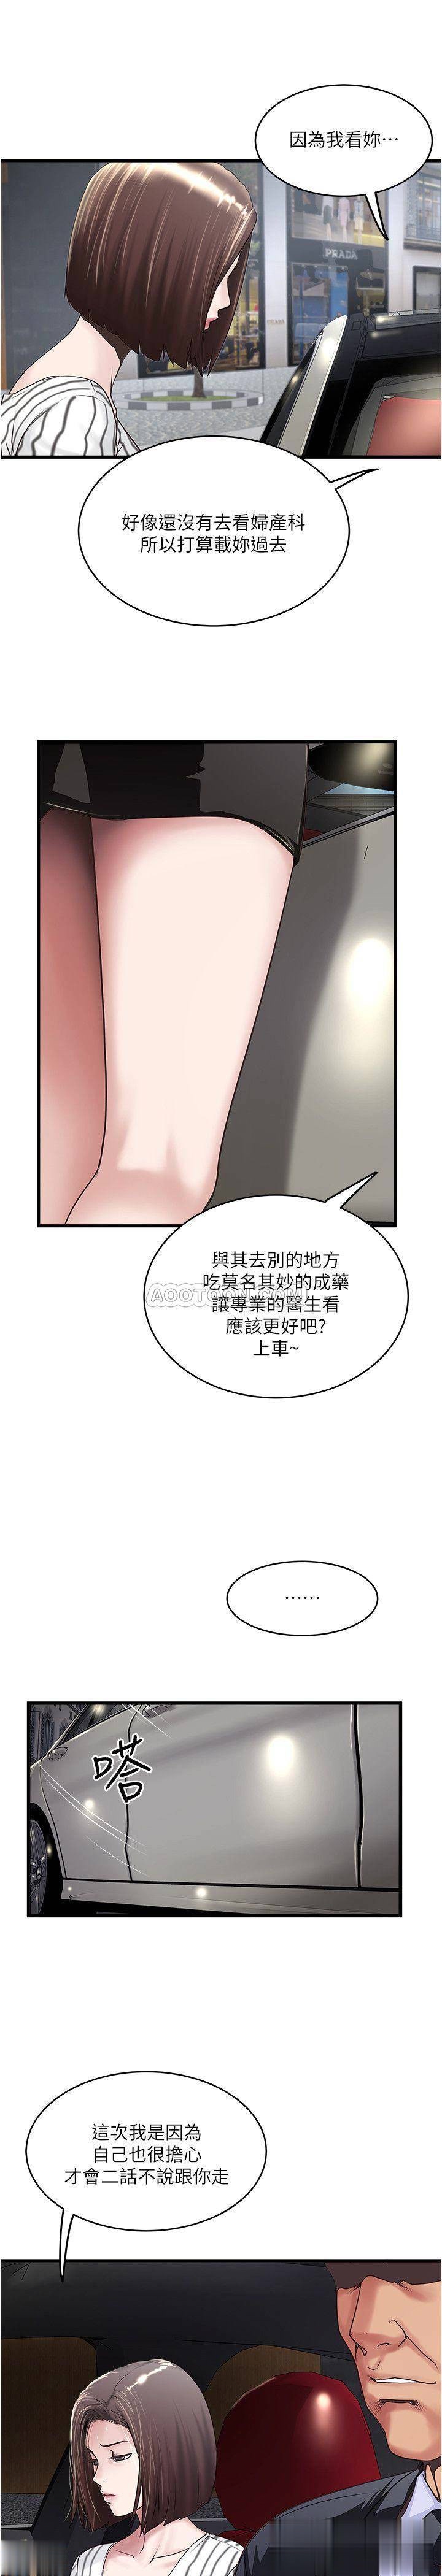 因為我看妳⋯
PRADA
PRADA
好像還沒有去看婦產科
所以打算載妳過去
與其去別的地方
吃莫名其妙的成藥
讓專業的醫生看
應該更好吧?
上車~
⋯⋯
嗒
這次我是因為
自己也很擔心
才會二話不說跟你走